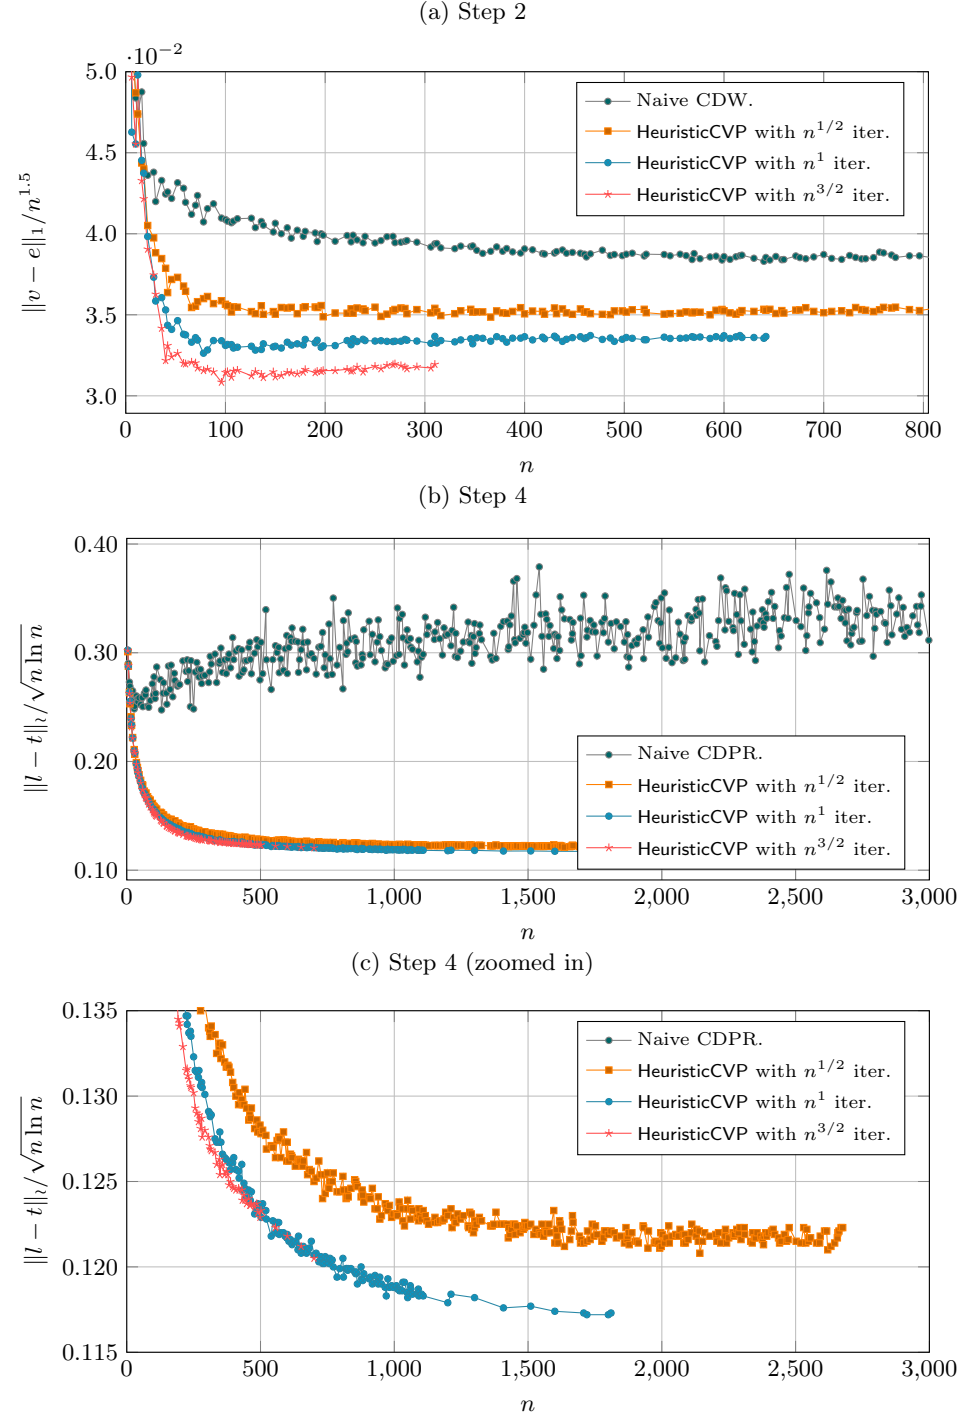 (a) Step 2
·10⁻²
5.0
4.5
4.0
3.5
3.0
‖v − e‖₁/n^{1.5}
0 100 200 300 400 500 600 700 800
n
Naive CDW.
HeuristicCVP with n^{1/2} iter.
HeuristicCVP with n^1 iter.
HeuristicCVP with n^{3/2} iter.
(b) Step 4
0.40
0.30
0.20
0.10
‖l − t‖ₗ/√n ln n
0 500 1,000 1,500 2,000 2,500 3,000
n
Naive CDPR.
HeuristicCVP with n^{1/2} iter.
HeuristicCVP with n^1 iter.
HeuristicCVP with n^{3/2} iter.
(c) Step 4 (zoomed in)
0.135
0.130
0.125
0.120
0.115
‖l − t‖ₗ/√n ln n
0 500 1,000 1,500 2,000 2,500 3,000
n
Naive CDPR.
HeuristicCVP with n^{1/2} iter.
HeuristicCVP with n^1 iter.
HeuristicCVP with n^{3/2} iter.